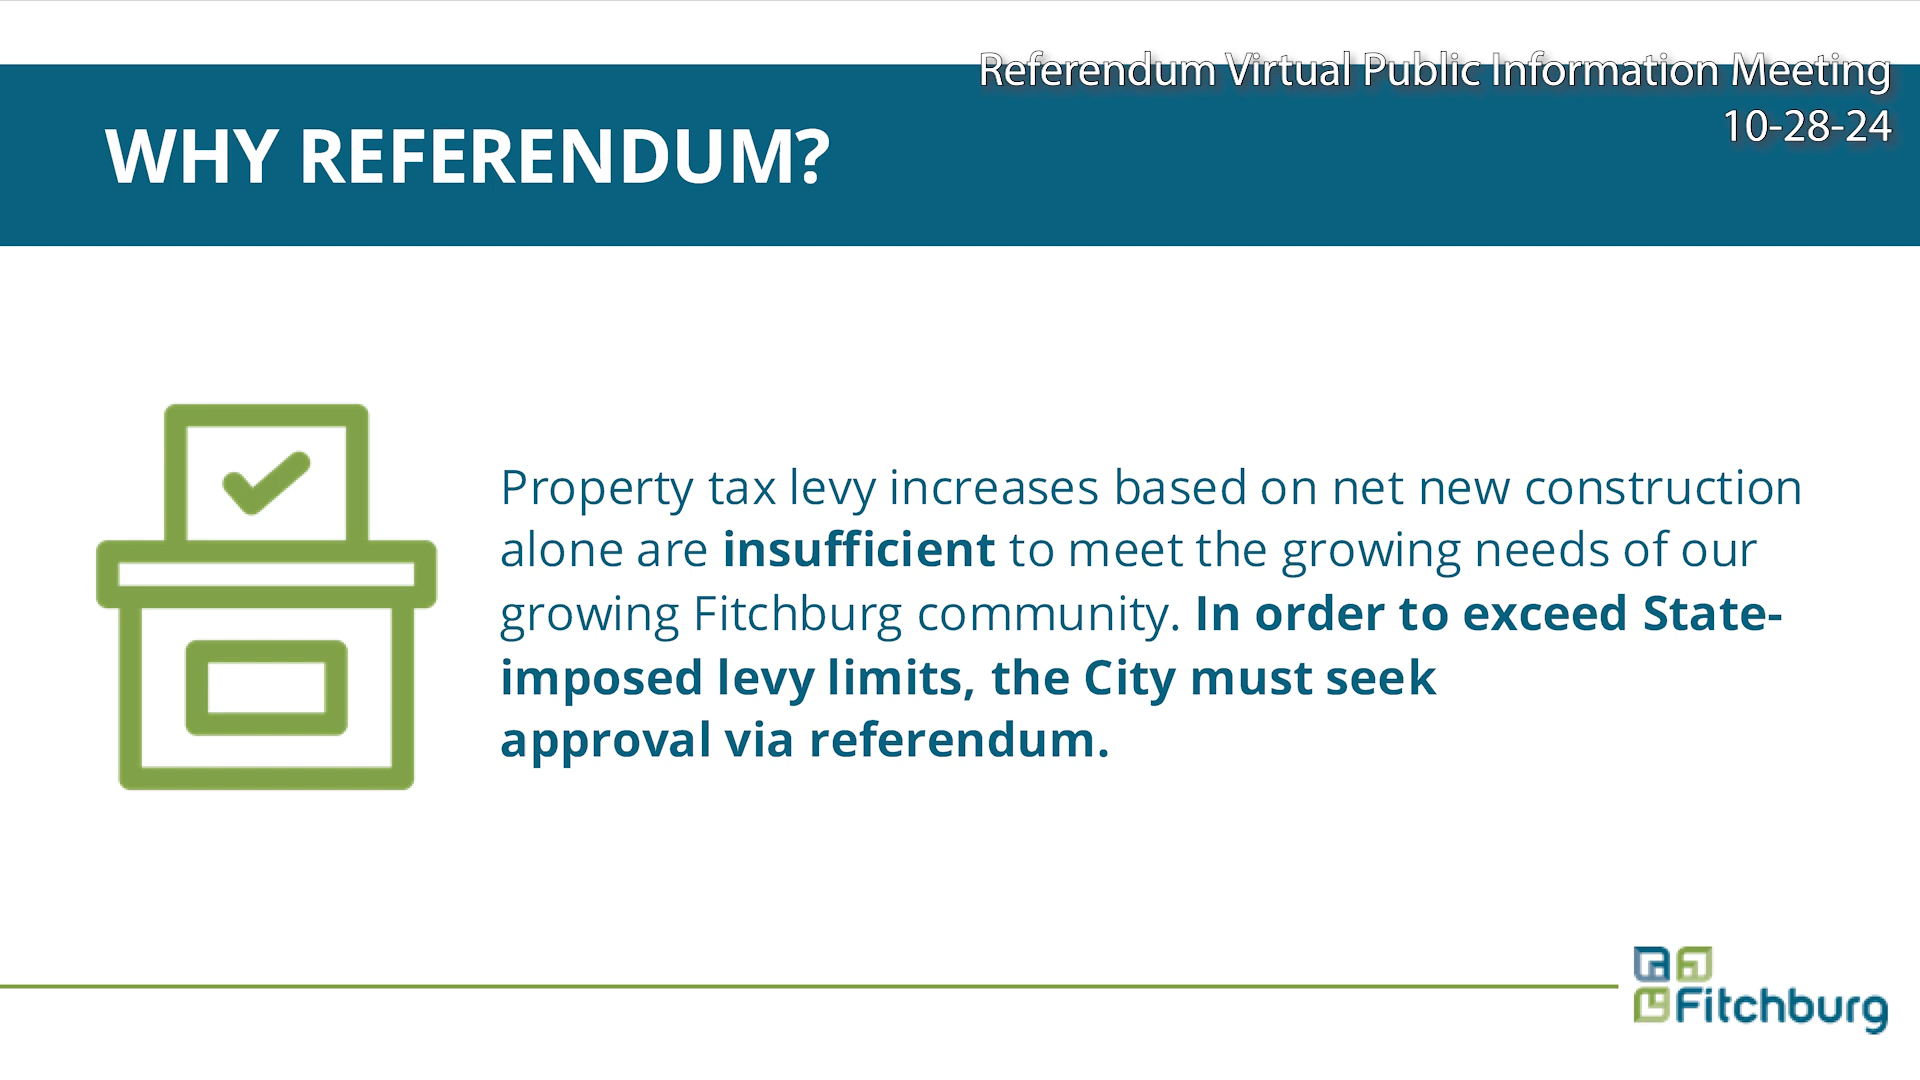 Referendum Virtual Public Information Meeting
10-28-24
WHY REFERENDUM?
Property tax levy increases based on net new construction
alone are insufficient to meet the growing needs of our
growing Fitchburg community. In order to exceed State-
imposed levy limits, the City must seek
approval via referendum.
Fitchburg